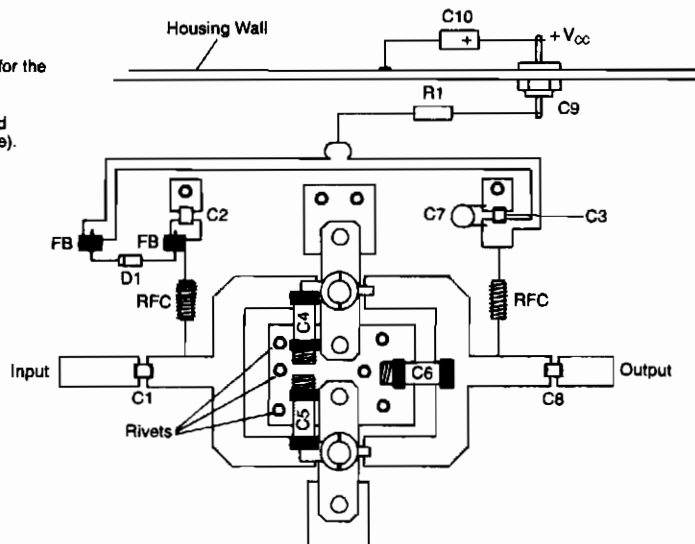 for the
d
e).
Housing Wall
C10
+
+VCC
R1
C9
C2
C7
C3
FB
FB
D1
RFC
RFC
C4
C6
C5
Input
Output
C1
C8
Rivets